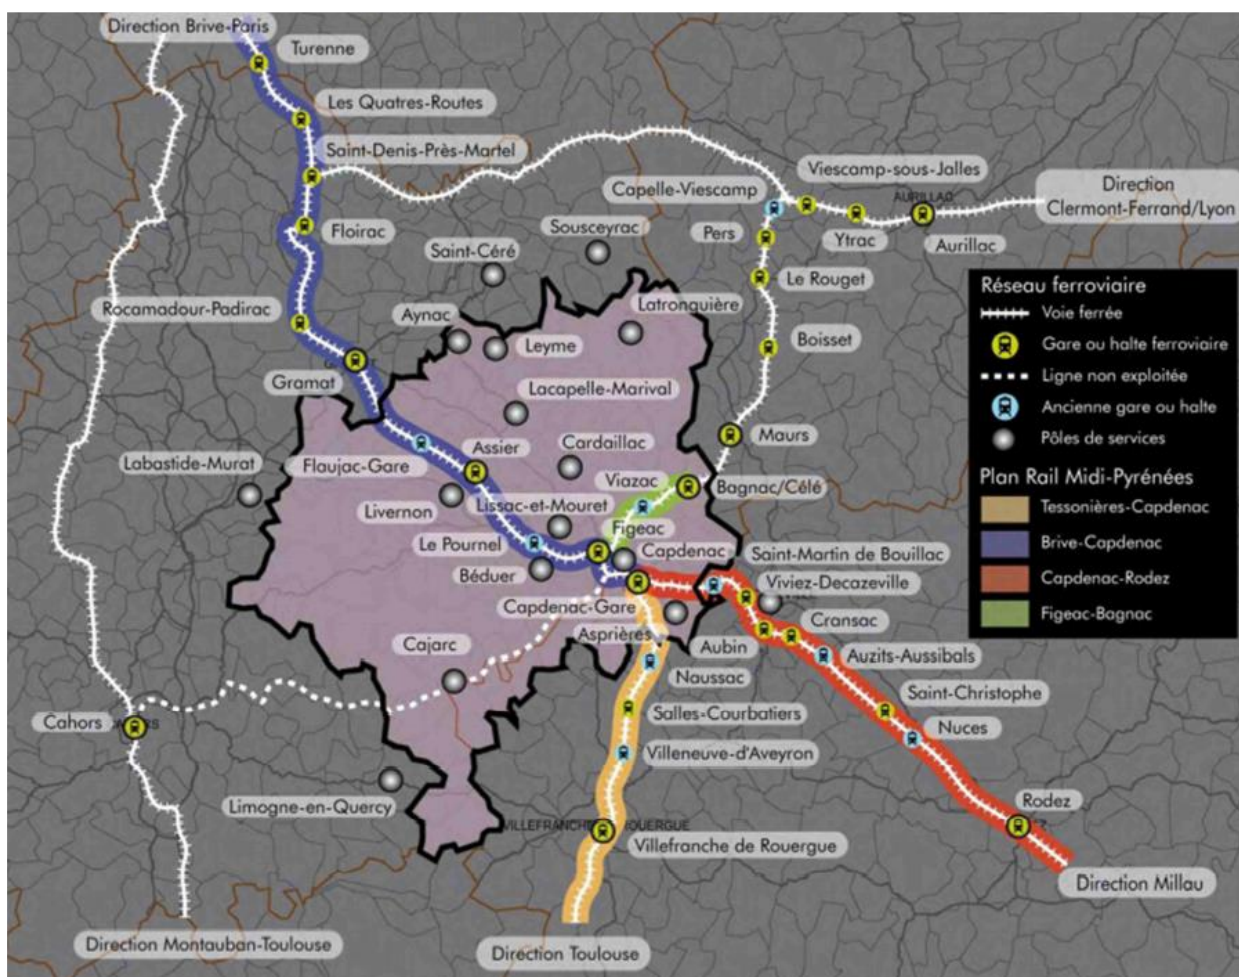 Direction Brive-Paris
Turenne
Les Quatres-Routes
Saint-Denis-Près-Martel
Viescamp-sous-Jalles
Capelle-Viescamp
Direction
Clermont-Ferrand/Lyon
AURILLAC
Floirac
Sousceyrac
Pers
Ytrac
Aurillac
Saint-Céré
Le Rouget
Rocamadour-Padirac
Aynac
Latronquière
Leyme
Boisset
Gramat
Lacapelle-Marival
Maurs
Labastide-Murat
Flaujac-Gare
Assier
Cardaillac
Viazac
Bagnac/Célé
Livernon
Lissac-et-Mouret
Figeac
Le Pournel
Capdenac
Saint-Martin de Bouillac
Béduer
Viviez-Decazeville
Capdenac-Gare
Cransac
Asprières
Aubin
Cajarc
Auzits-Aussibals
Naussac
Saint-Christophe
Cahors
Salles-Courbatiers
Nuces
Villeneuve-d'Aveyron
Limogne-en-Quercy
Rodez
VILLEFRANCHE ROUERGUE
Villefranche de Rouergue
Direction Millau
Direction Montauban-Toulouse
Direction Toulouse
Réseau ferroviaire
Voie ferrée
Gare ou halte ferroviaire
Ligne non exploitée
Ancienne gare ou halte
Pôles de services
Plan Rail Midi-Pyrénées
Tessonières-Capdenac
Brive-Capdenac
Capdenac-Rodez
Figeac-Bagnac